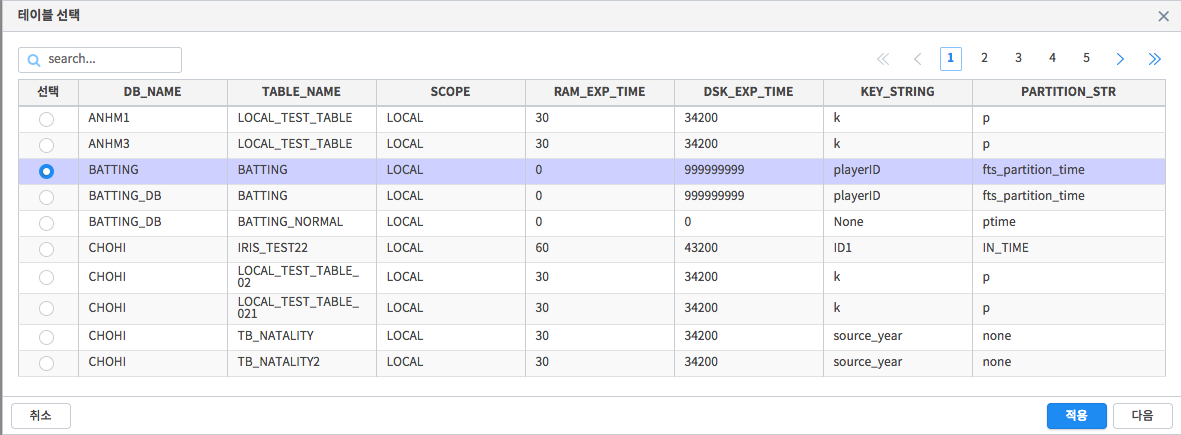 테이블 선택
search...
1 2 3 4 5
선택 DB_NAME TABLE_NAME SCOPE RAM_EXP_TIME DSK_EXP_TIME KEY_STRING PARTITION_STR
ANHM1 LOCAL_TEST_TABLE LOCAL 30 34200 k p
ANHM3 LOCAL_TEST_TABLE LOCAL 30 34200 k p
BATTING BATTING LOCAL 0 999999999 playerID fts_partition_time
BATTING_DB BATTING LOCAL 0 999999999 playerID fts_partition_time
BATTING_DB BATTING_NORMAL LOCAL 0 0 None ptime
CHOHI IRIS_TEST22 LOCAL 60 43200 ID1 IN_TIME
CHOHI LOCAL_TEST_TABLE_
02 LOCAL 30 34200 k p
CHOHI LOCAL_TEST_TABLE_
021 LOCAL 30 34200 k p
CHOHI TB_NATALITY LOCAL 30 34200 source_year none
CHOHI TB_NATALITY2 LOCAL 30 34200 source_year none
취소 적용 다음